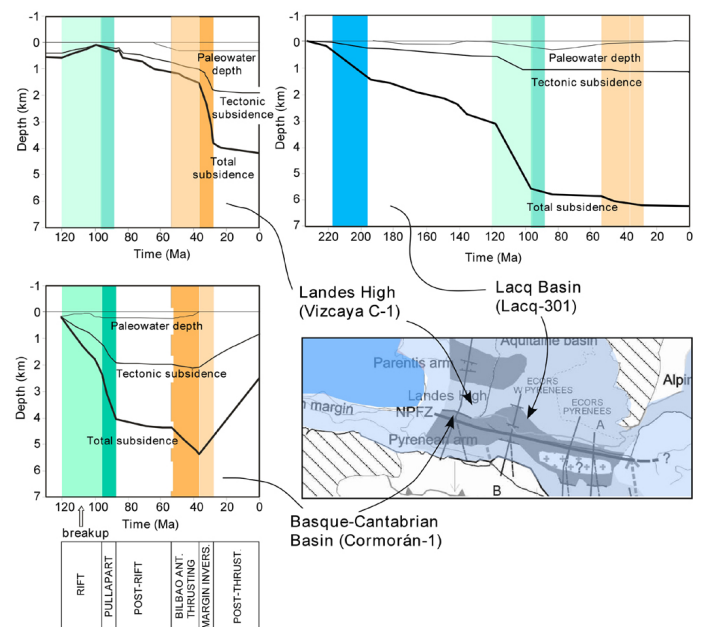 -1
0
1
2
3
4
5
6
7
Depth (km)
Paleowater
depth
Tectonic
subsidence
Total
subsidence
120 100 80 60 40 20 0
Time (Ma)
-1
0
1
2
3
4
5
6
7
Depth (km)
Paleowater depth
Tectonic subsidence
Total subsidence
220 200 180 160 140 120 100 80 60 40 20 0
Time (Ma)
-1
0
1
2
3
4
5
6
7
Depth (km)
Paleowater depth
Tectonic subsidence
Total subsidence
120 100 80 60 40 20 0
Time (Ma)
breakup
RIFT
PULLAPART
POST-RIFT
BILBAO ANT.
THRUSTING
MARGIN INVERS.
POST-THRUST.
Landes High
(Vizcaya C-1)
Lacq Basin
(Lacq-301)
Basque-Cantabrian
Basin (Cormorán-1)
Aquitaine basin
Parentis arm
Landes High
ECORS
W PYRENEES
ECORS
PYRENEES
A
Alpin
n margin
NPFZ
Pyrenean arm
?
?
B